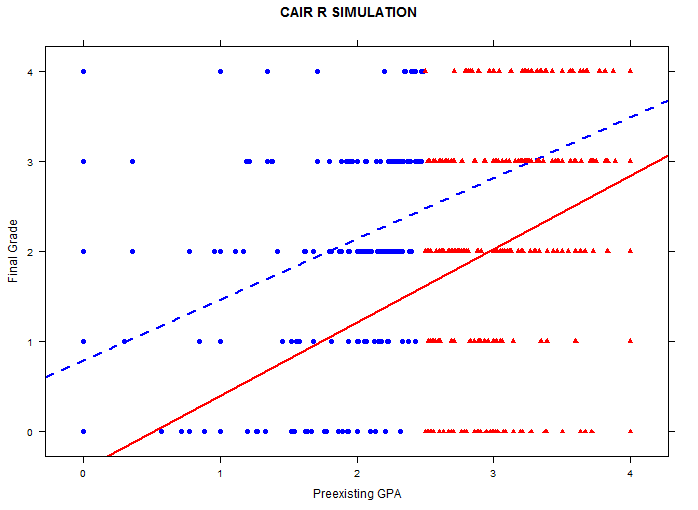 CAIR R SIMULATION
4
3
2
1
0
Final Grade
0 1 2 3 4
Preexisting GPA